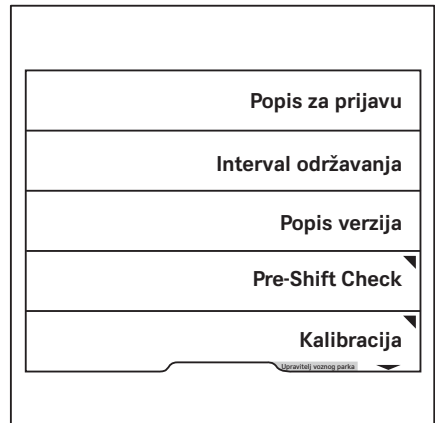 Popis za prijavu
Interval održavanja
Popis verzija
Pre-Shift Check
Kalibracija
Upravitelj voznog parka